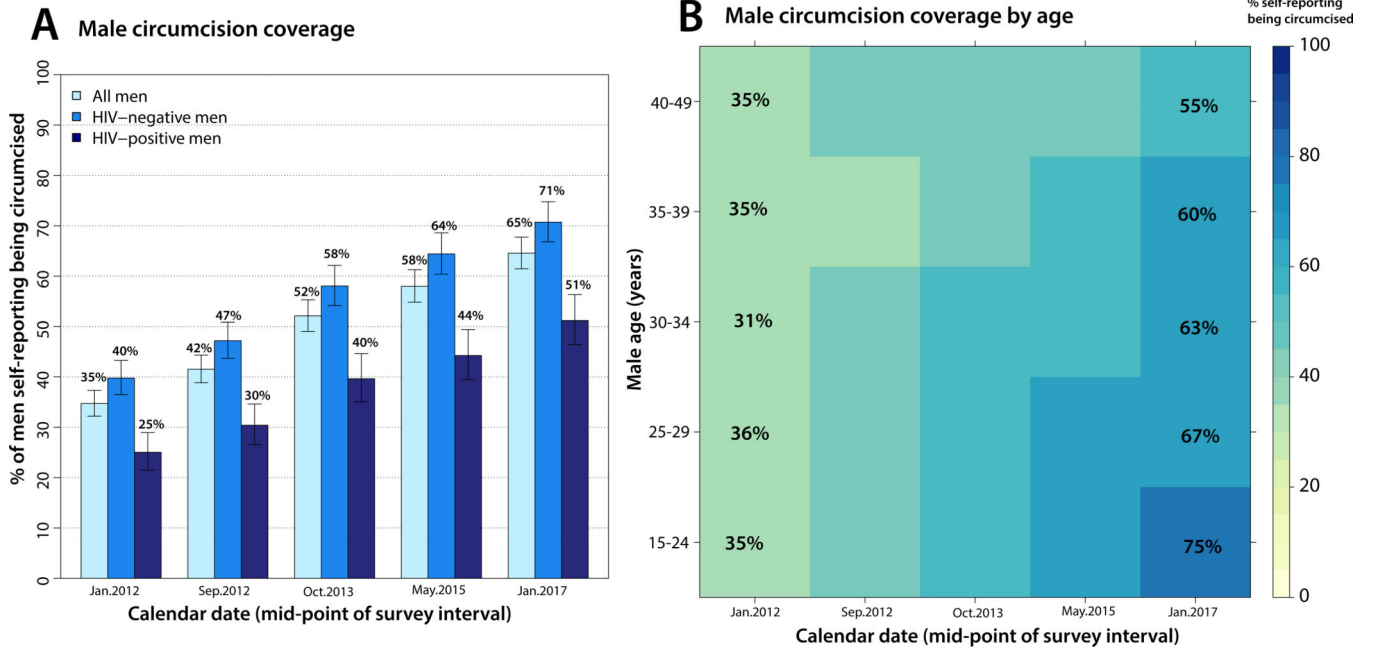 A Male circumcision coverage
% of men self-reporting being circumcised
100
90
80
70
60
50
40
30
20
10
0
All men
HIV−negative men
HIV−positive men
35%
40%
25%
42%
47%
30%
52%
58%
40%
58%
64%
44%
65%
71%
51%
Jan.2012 Sep.2012 Oct.2013 May.2015 Jan.2017
Calendar date (mid-point of survey interval)
B Male circumcision coverage by age
% self-reporting
being circumcised
Male age (years)
40-49 35% 55%
35-39 35% 60%
30-34 31% 63%
25-29 36% 67%
15-24 35% 75%
Jan.2012 Sep.2012 Oct.2013 May.2015 Jan.2017
Calendar date (mid-point of survey interval)
100
80
60
40
20
0